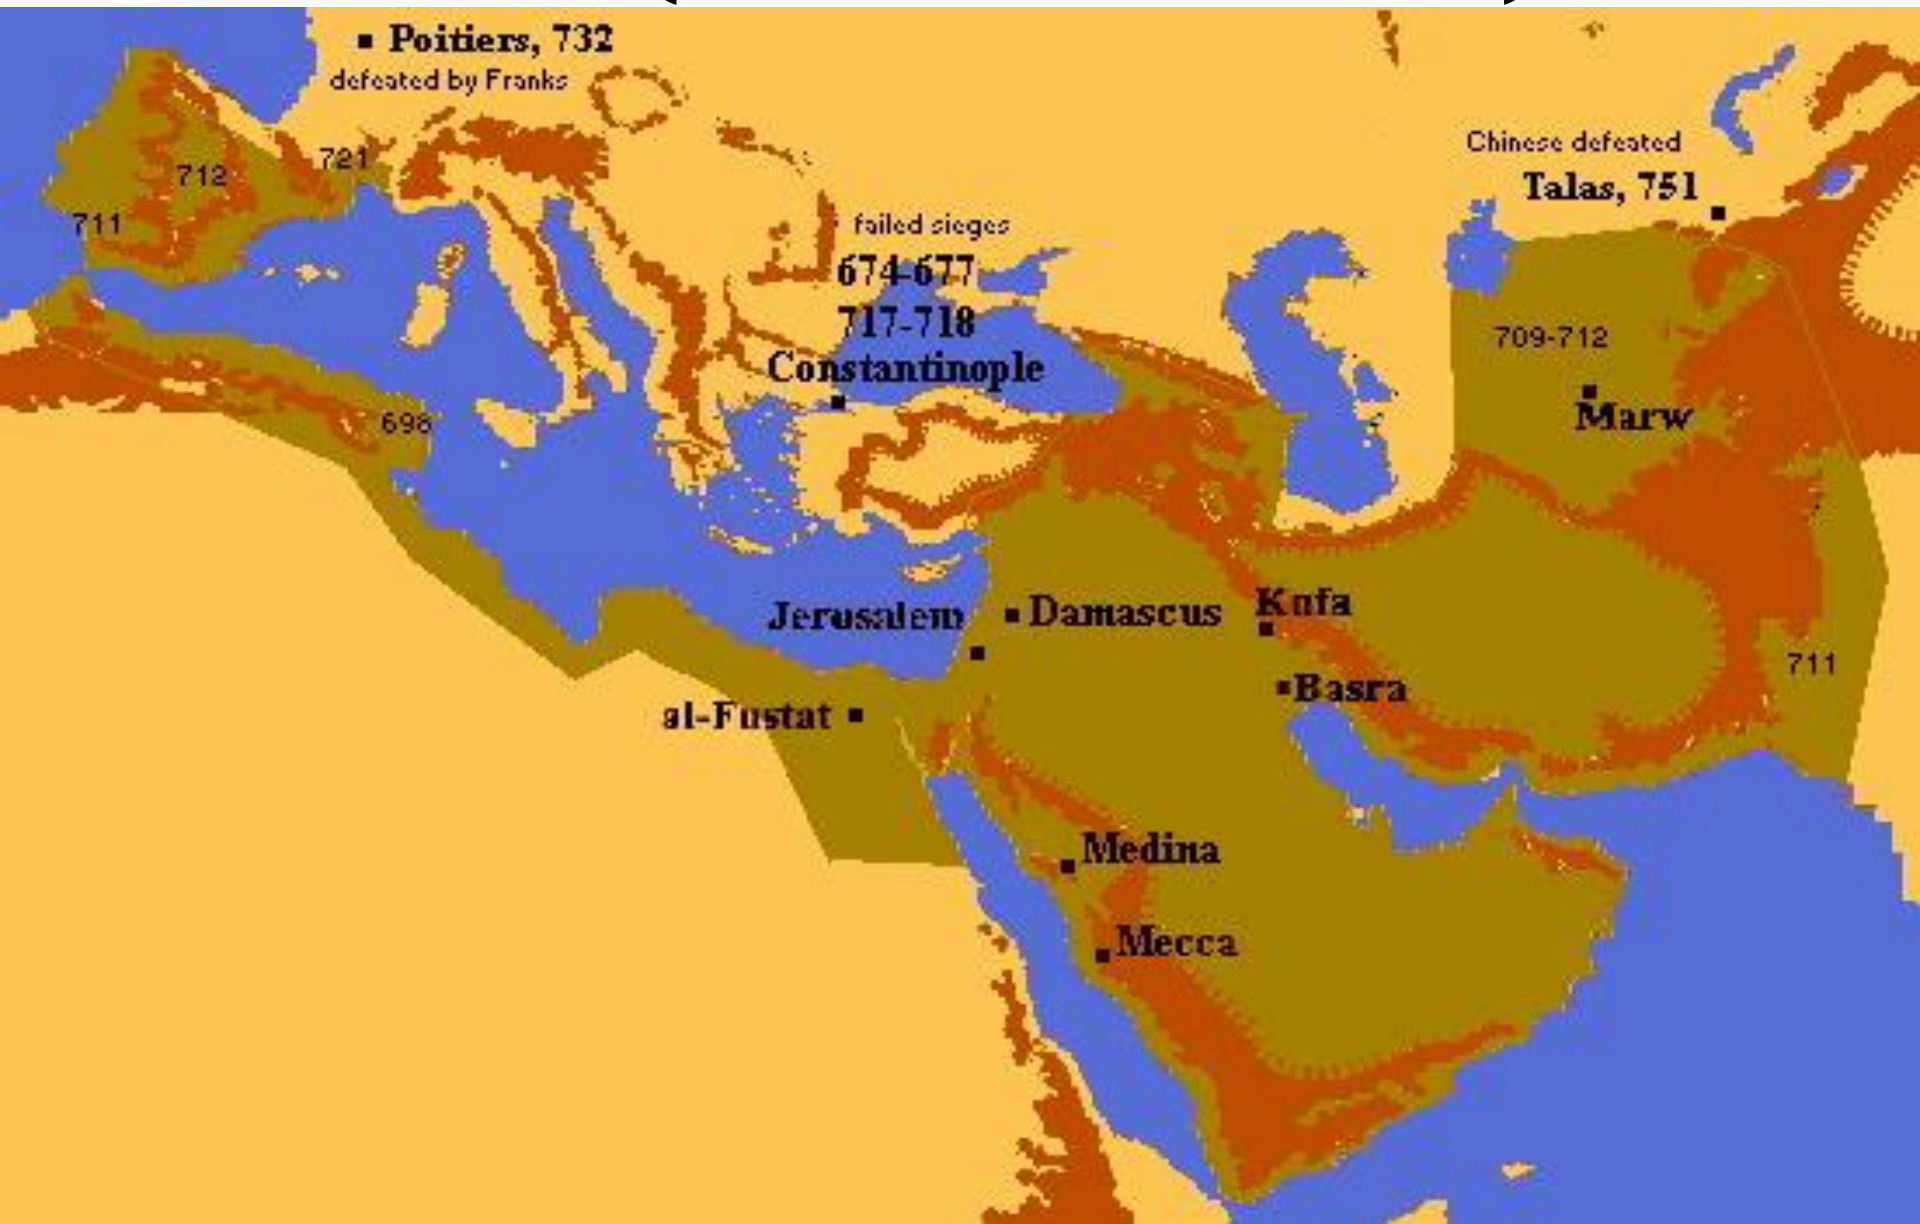 Poitiers, 732
defeated by Franks
721
712
711
Chinese defeated
Talas, 751
failed sieges
674-677
717-718
Constantinople
709-712
Marw
698
Jerusalem
Damascus
Kufa
711
Basra
al-Fustat
Medina
Mecca